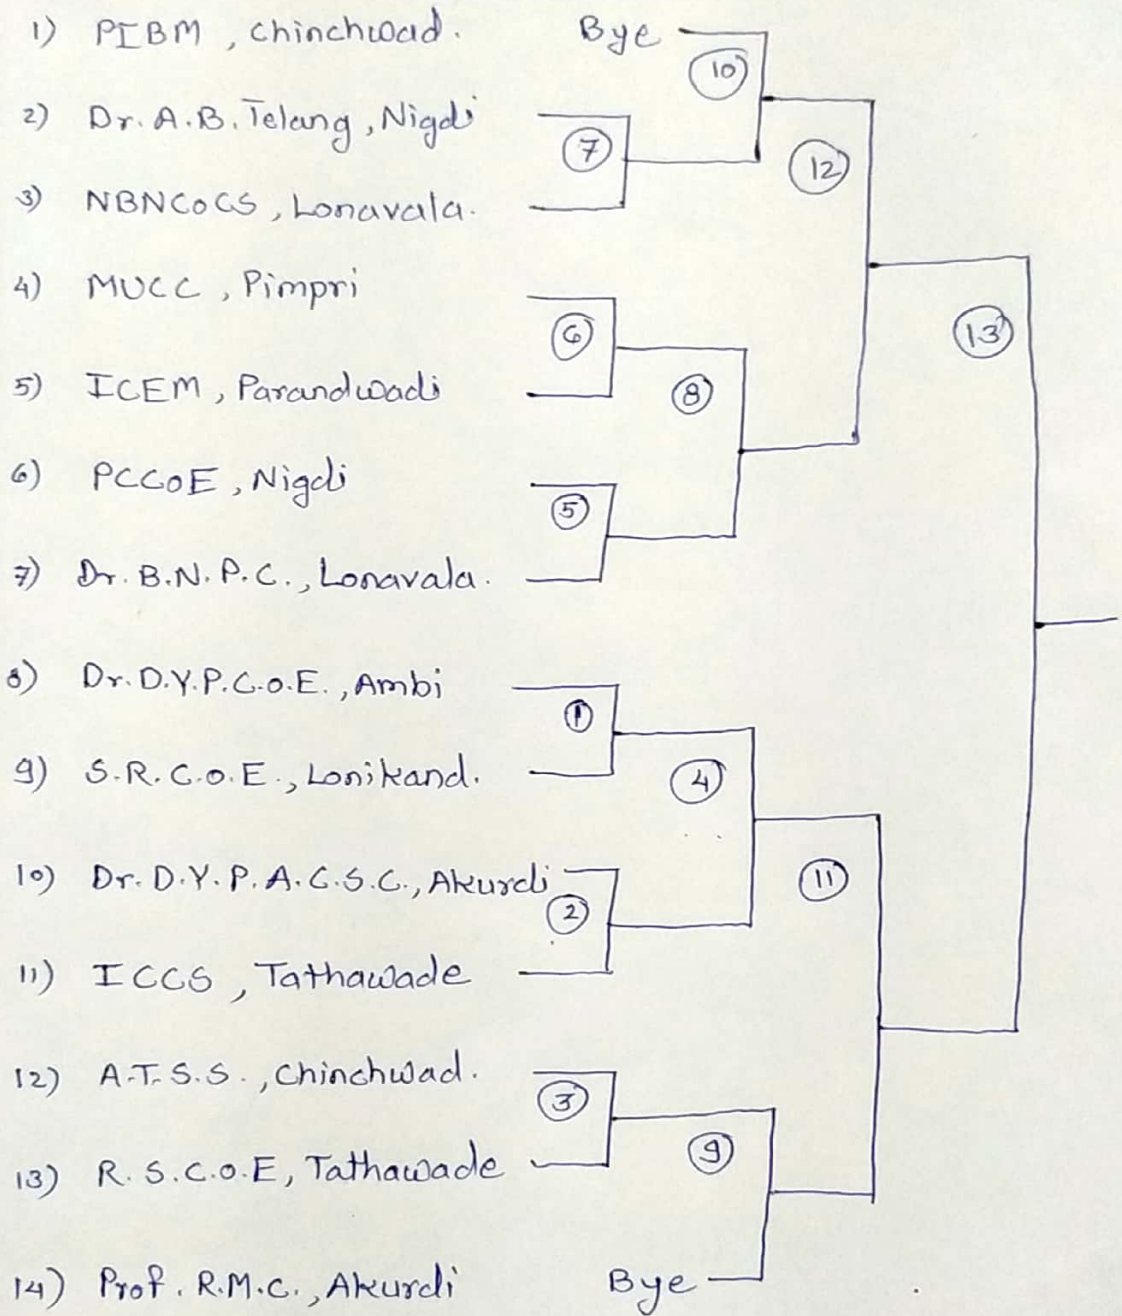 1) PIBM, Chinchwad. Bye
10
2) Dr. A.B. Telang, Nigdi
7
12
3) NBNCOCS, Lonavala.
4) MUCC, Pimpri
6
13
5) ICEM, Parandwadi
8
6) PCCOE, Nigdi
5
7) Dr. B.N.P.C., Lonavala.
8) Dr. D.Y.P.C.O.E., Ambi
1
9) S.R.C.O.E., Lonikand.
4
10) Dr. D.Y.P.A.C.S.C., Akurdi
11
2
11) ICCS, Tathawade
12) A.T.S.S., Chinchwad.
3
9
13) R.S.C.O.E, Tathawade
14) Prof. R.M.C., Akurdi Bye